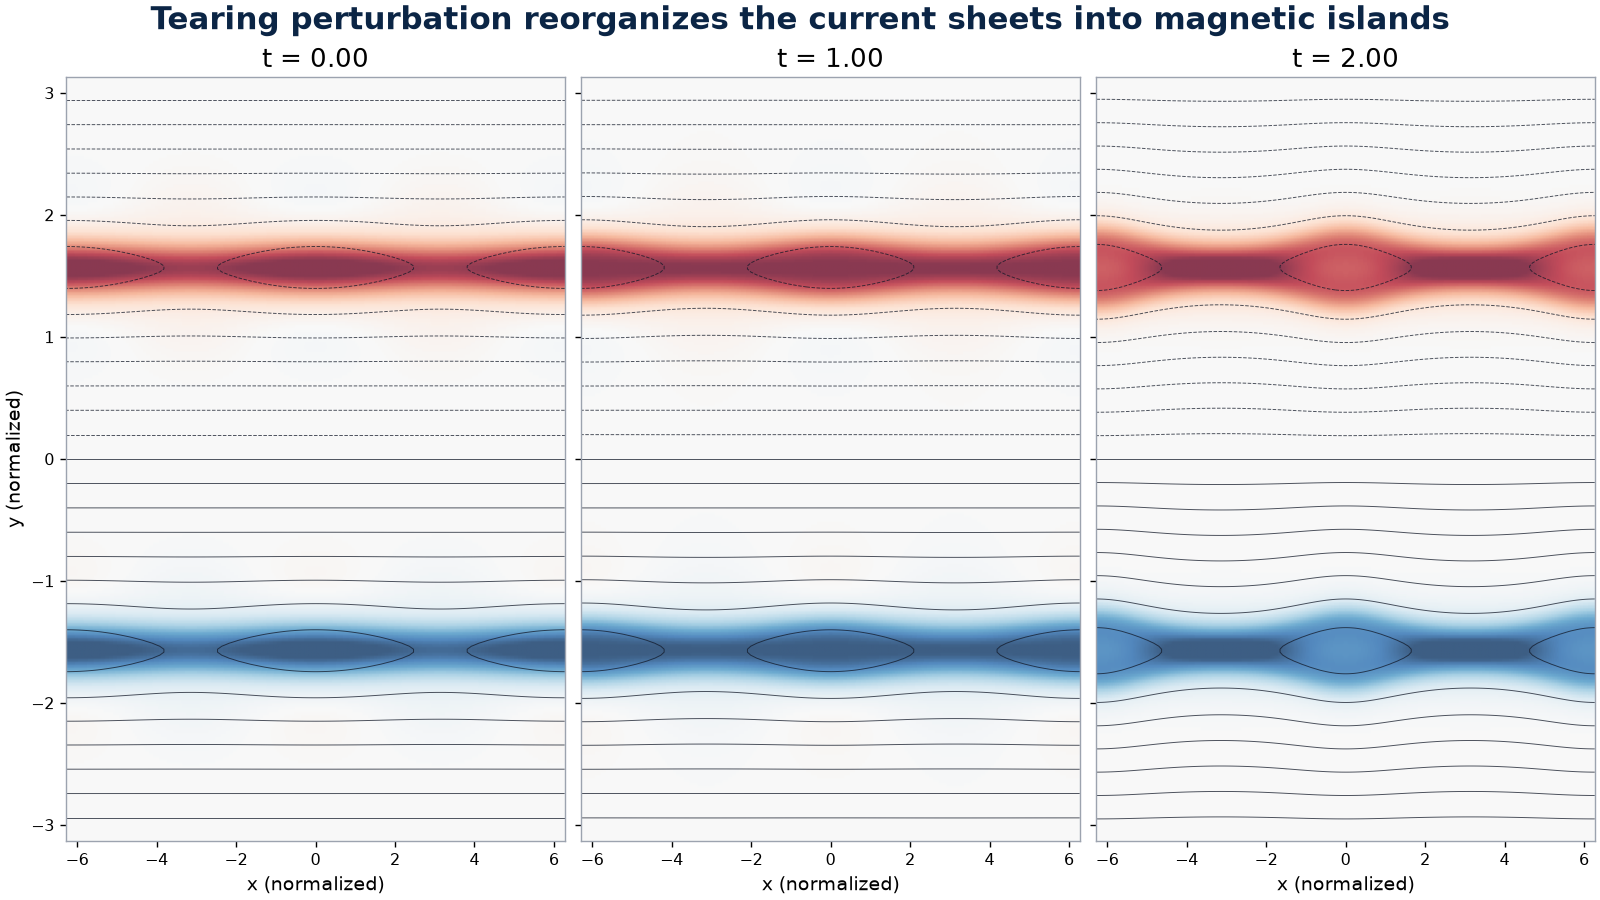 Tearing perturbation reorganizes the current sheets into magnetic islands
t = 0.00
t = 1.00
t = 2.00
y (normalized)
3
2
1
0
−1
−2
−3
−6 −4 −2 0 2 4 6
−6 −4 −2 0 2 4 6
−6 −4 −2 0 2 4 6
x (normalized)
x (normalized)
x (normalized)